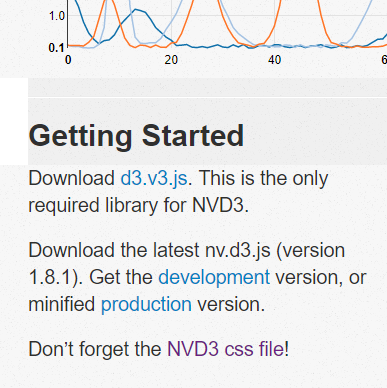 1.0
0.1
0 20 40 6
Getting Started
Download d3.v3.js. This is the only
required library for NVD3.
Download the latest nv.d3.js (version
1.8.1). Get the development version, or
minified production version.
Don’t forget the NVD3 css file!